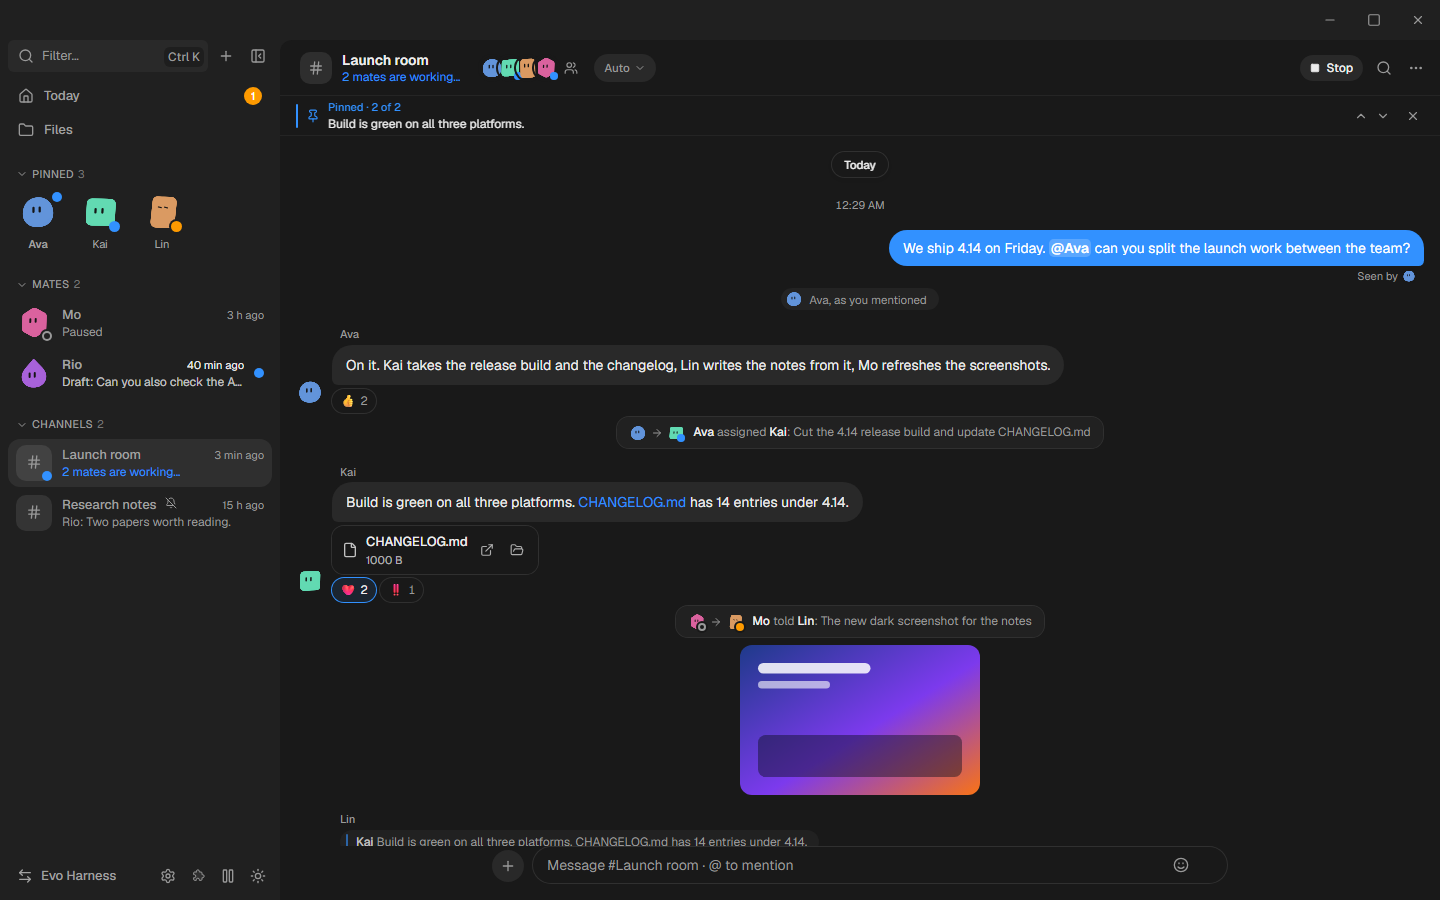 Filter...
Ctrl K
Today
1
Files
PINNED 3
Ava
Kai
Lin
MATES 2
Mo
3 h ago
Paused
Rio
40 min ago
Draft: Can you also check the A...
CHANNELS 2
Launch room
3 min ago
2 mates are working...
Research notes
15 h ago
Rio: Two papers worth reading.
Evo Harness
Launch room
2 mates are working...
Auto
Stop
Pinned · 2 of 2
Build is green on all three platforms.
Today
12:29 AM
We ship 4.14 on Friday. @Ava can you split the launch work between the team?
Seen by
Ava, as you mentioned
Ava
On it. Kai takes the release build and the changelog, Lin writes the notes from it, Mo refreshes the screenshots.
👍 2
Ava assigned Kai: Cut the 4.14 release build and update CHANGELOG.md
Kai
Build is green on all three platforms. CHANGELOG.md has 14 entries under 4.14.
CHANGELOG.md
1000 B
❤️ 2
‼️ 1
Mo told Lin: The new dark screenshot for the notes
Lin
Kai Build is green on all three platforms. CHANGELOG.md has 14 entries under 4.14.
Message #Launch room · @ to mention